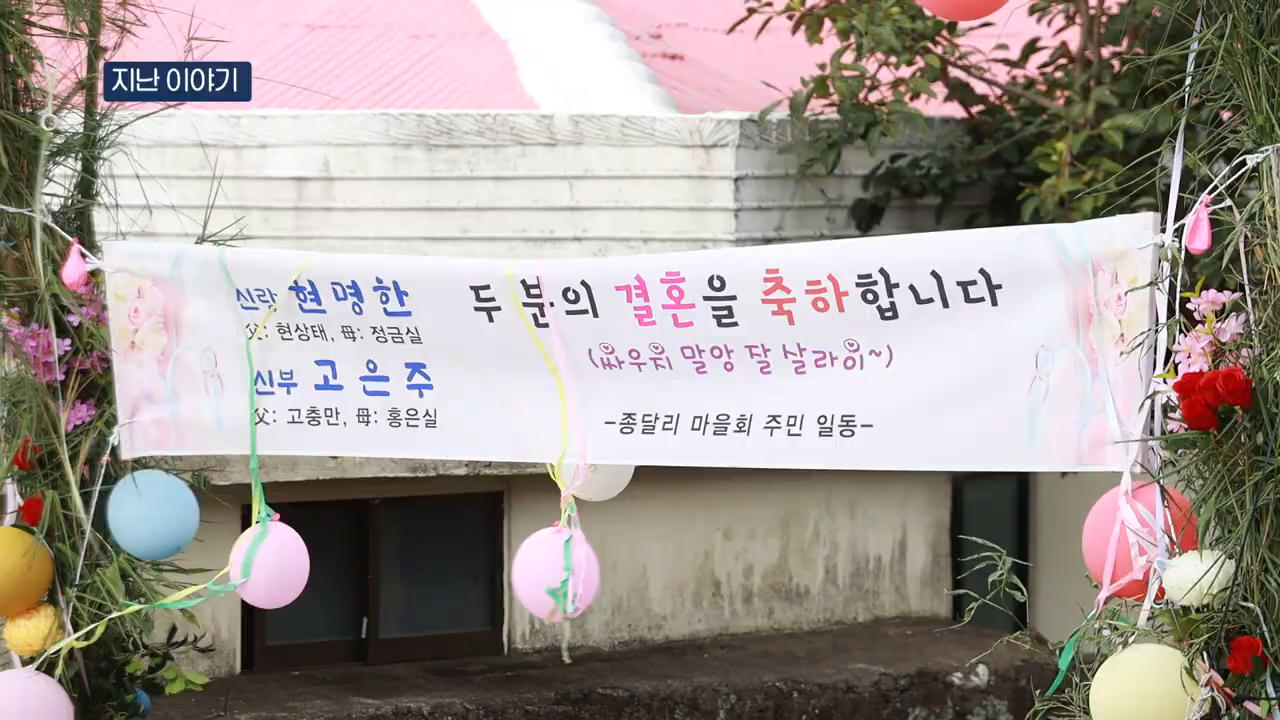 지난 이야기
신랑 현명한
父: 현상태, 母: 정금실
신부 고은주
父: 고충만, 母: 홍은실
두 분의 결혼을 축하합니다
(싸우지 말앙 잘 살라이~)
-종달리 마을회 주민 일동-